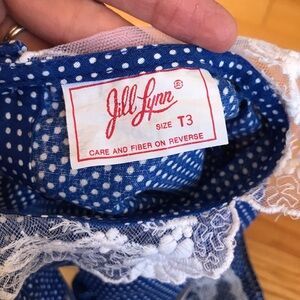 Jill Lynn ®
SIZE T3
CARE AND FIBER ON REVERSE